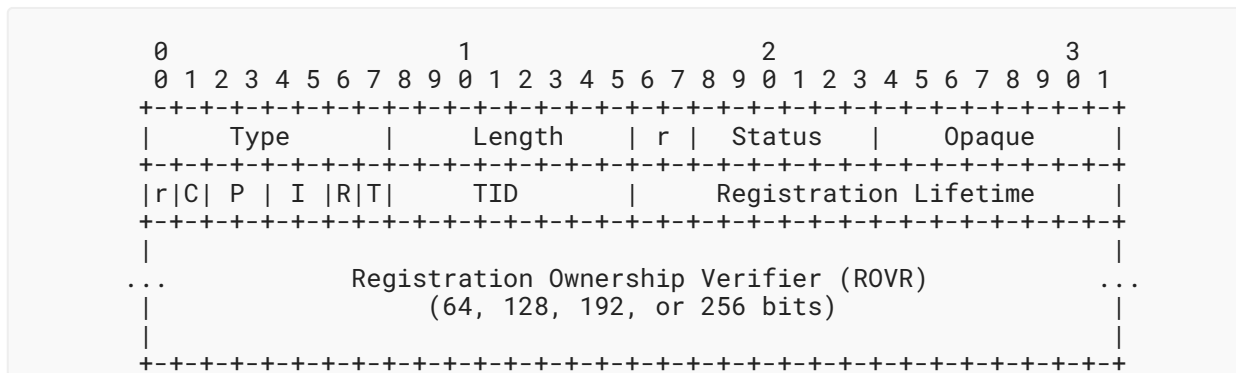 0                   1                   2                   3
 0 1 2 3 4 5 6 7 8 9 0 1 2 3 4 5 6 7 8 9 0 1 2 3 4 5 6 7 8 9 0 1
+-+-+-+-+-+-+-+-+-+-+-+-+-+-+-+-+-+-+-+-+-+-+-+-+-+-+-+-+-+-+-+-+
|     Type      |     Length    | r |  Status   |    Opaque     |
+-+-+-+-+-+-+-+-+-+-+-+-+-+-+-+-+-+-+-+-+-+-+-+-+-+-+-+-+-+-+-+-+
|r|C| P | I |R|T|     TID       |     Registration Lifetime     |
+-+-+-+-+-+-+-+-+-+-+-+-+-+-+-+-+-+-+-+-+-+-+-+-+-+-+-+-+-+-+-+-+
|                                                               |
...            Registration Ownership Verifier (ROVR)           ...
|                  (64, 128, 192, or 256 bits)                  |
|                                                               |
+-+-+-+-+-+-+-+-+-+-+-+-+-+-+-+-+-+-+-+-+-+-+-+-+-+-+-+-+-+-+-+-+